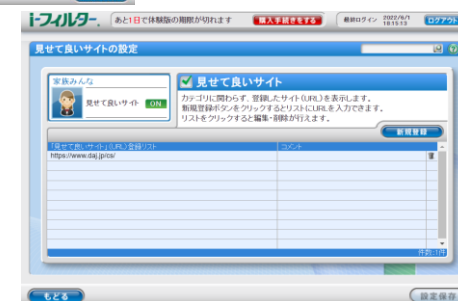 i-フィルター.
あと1日で体験版の期限が切れます
購入手続きをする
最終ログイン 2022/6/1 18:15:13
ログアウト
見せて良いサイトの設定
家族みんな
見せて良いサイト ON
見せて良いサイト
カテゴリに関わらず、登録したサイト(URL)を表示します。
新規登録ボタンをクリックするとリストにURLを入力できます。
リストをクリックすると編集・削除が行えます。
新規登録
「見せて良いサイト」(URL)登録リスト
コメント
https://www.daj.jp/cs/
件数:1件
もどる
設定保存